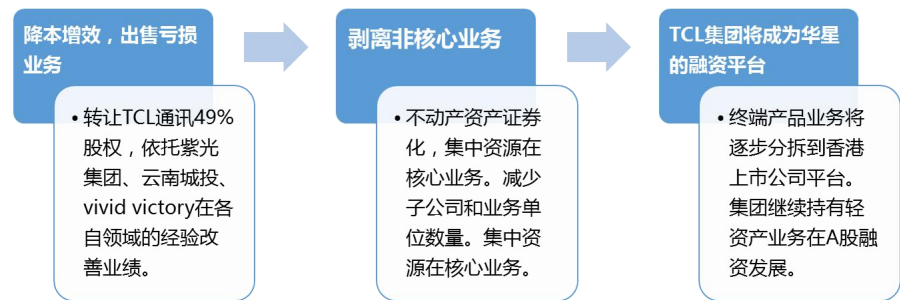 降本增效，出售亏损
业务
• 转让TCL通讯49%
股权，依托紫光
集团、云南城投、
vivid victory在各
自领域的经验改
善业绩。
剥离非核心业务
• 不动产资产证券
化，集中资源在
核心业务。减少
子公司和业务单
位数量。集中资
源在核心业务。
TCL集团将成为华星
的融资平台
• 终端产品业务将
逐步分拆到香港
上市公司平台。
集团继续持有轻
资产业务在A股融
资发展。